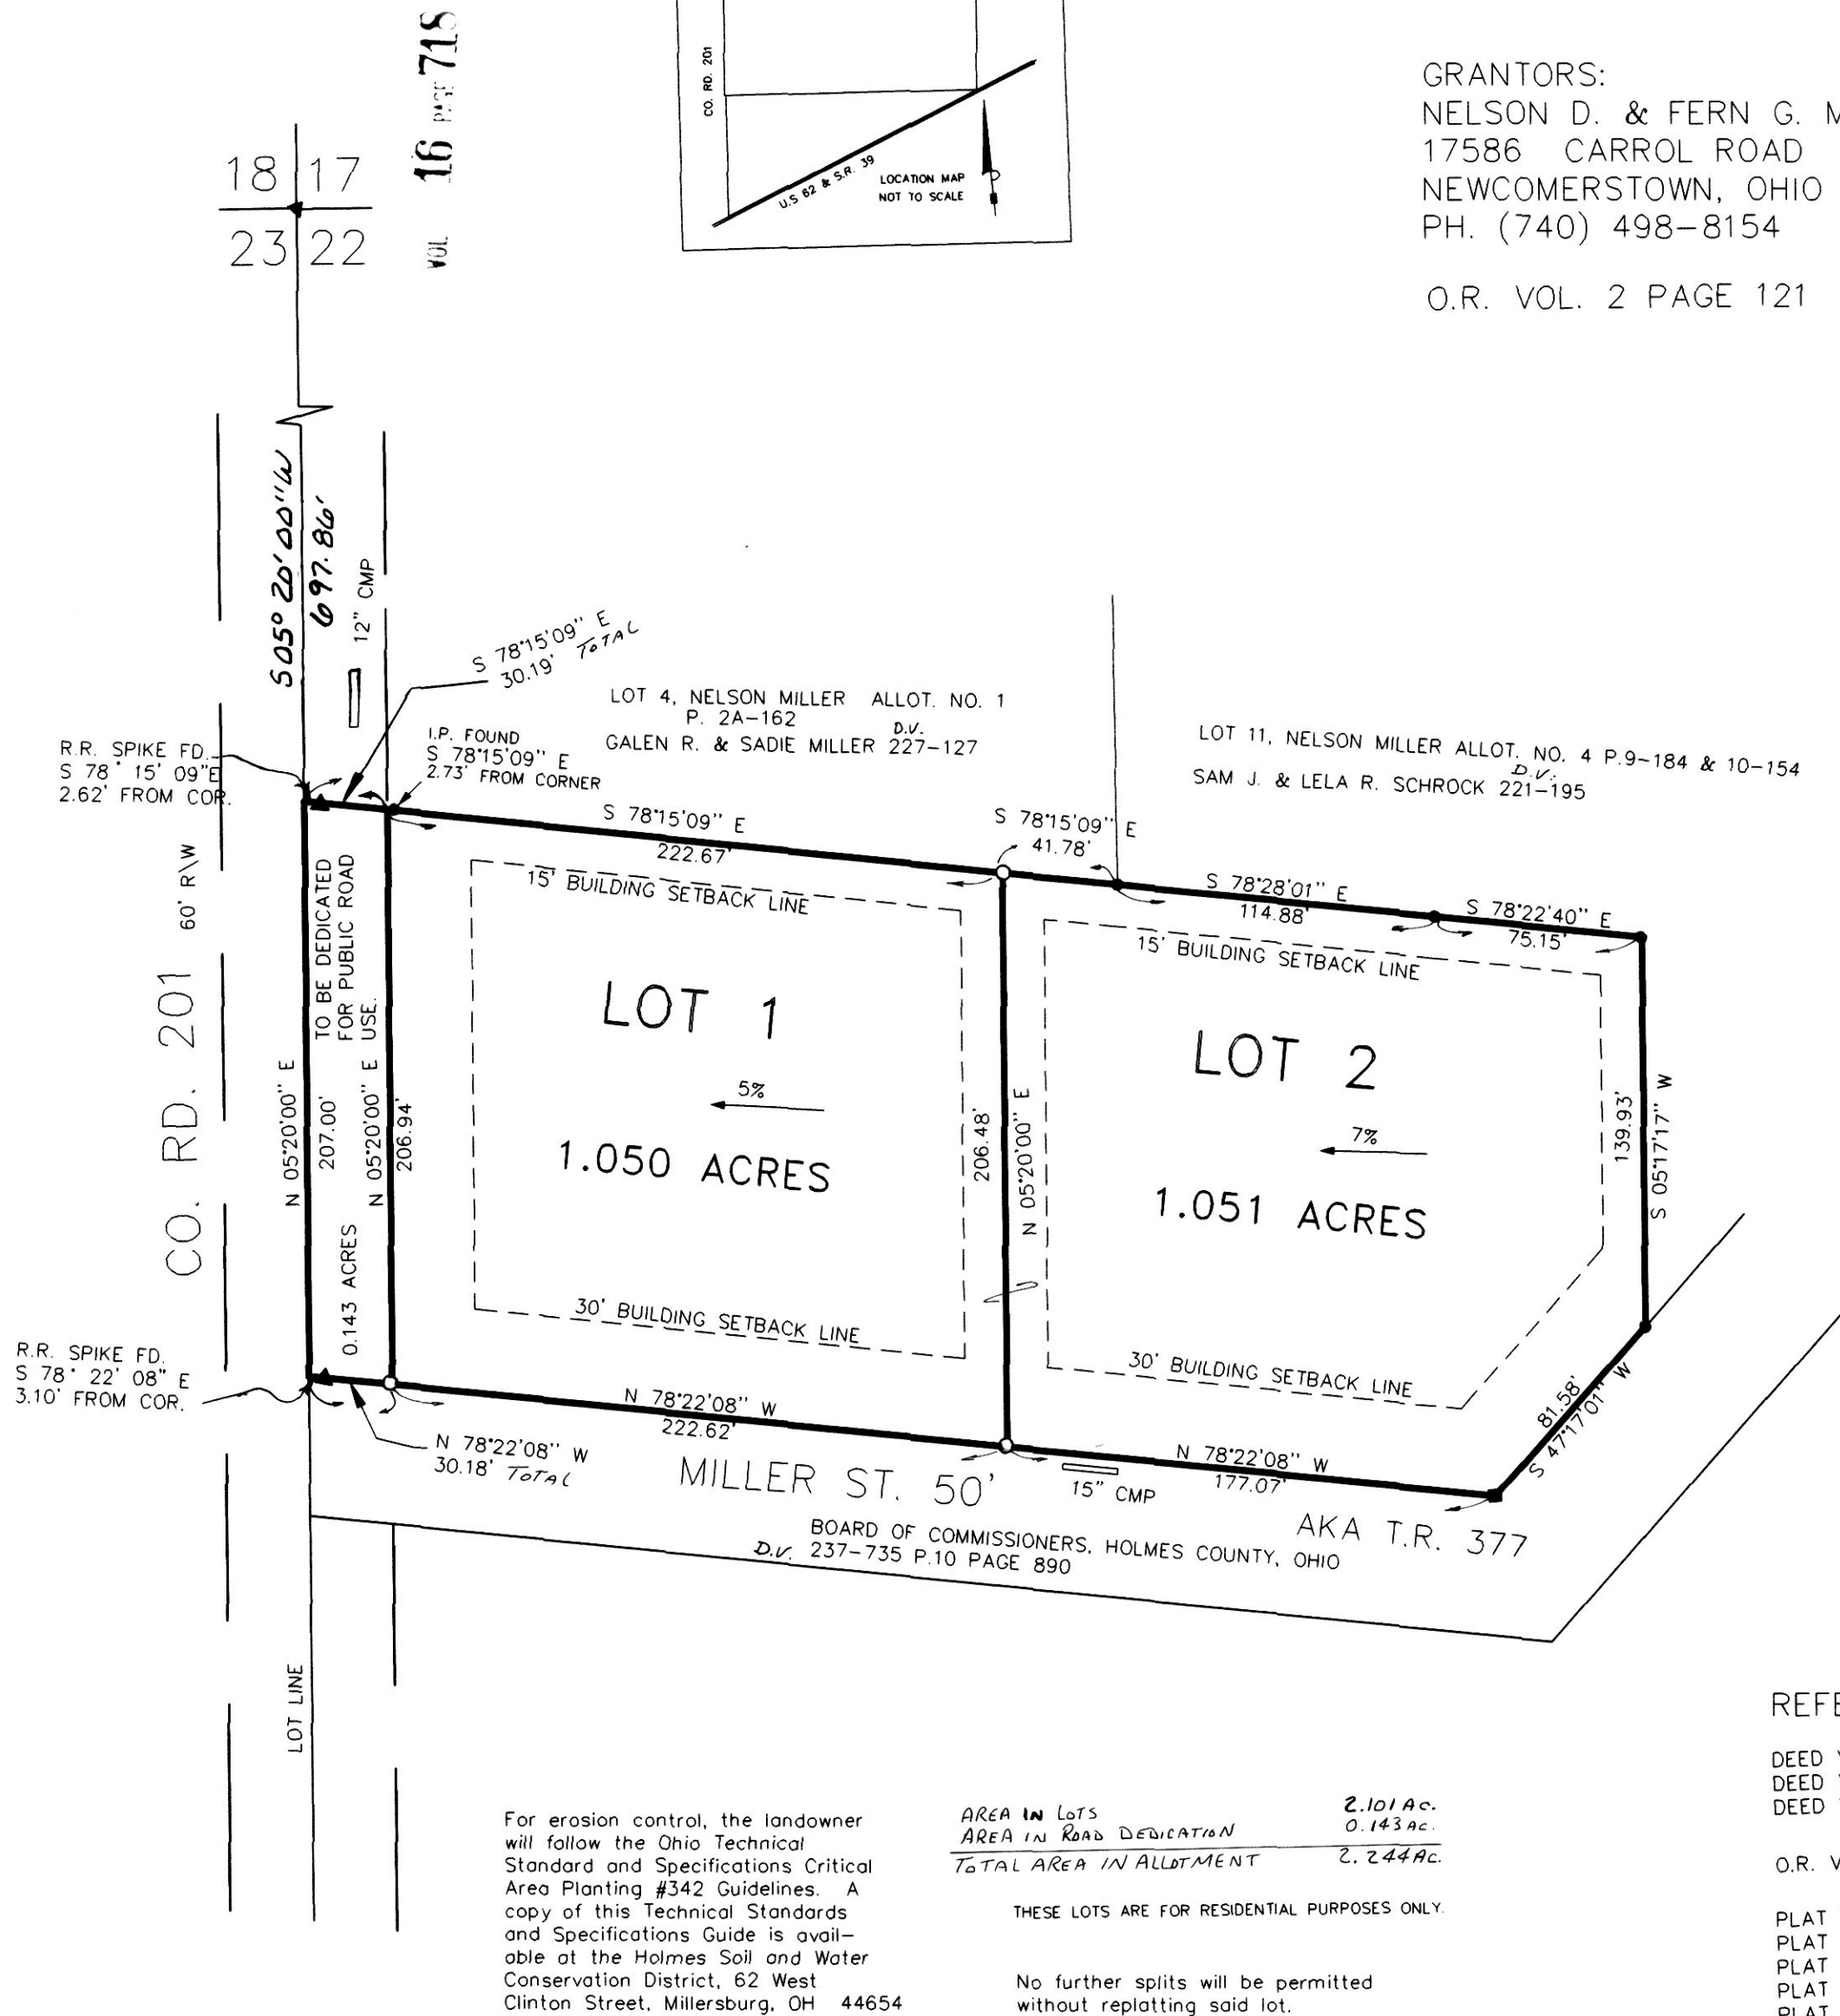 VOL 16 PAGE 718
CO. RD. 201
U.S 62 & S.R. 39
LOCATION MAP
NOT TO SCALE
GRANTORS:
NELSON D. & FERN G.
17586 CARROL ROAD
NEWCOMERSTOWN, OHIO
PH. (740) 498-8154
O.R. VOL. 2 PAGE 121
18 17
23 22
S05° 20' 00"W
697.86'
12" CMP
S 78°15'09" E
30.19' TOTAL
LOT 4, NELSON MILLER ALLOT. NO. 1
P. 2A-162
D.V.
GALEN R. & SADIE MILLER 227-127
LOT 11, NELSON MILLER ALLOT. NO. 4 P.9-184 & 10-154
D.V.
SAM J. & LELA R. SCHROCK 221-195
R.R. SPIKE FD.
S 78° 15' 09"E
2.62' FROM COR.
I.P. FOUND
S 78°15'09" E
2.73' FROM CORNER
S 78°15'09" E
222.67'
S 78°15'09" E
41.78'
S 78°28'01" E
114.88'
S 78°22'40" E
75.15'
15' BUILDING SETBACK LINE
15' BUILDING SETBACK LINE
CO. RD. 201 60' R\W
TO BE DEDICATED
FOR PUBLIC ROAD
USE.
N 05°20'00" E
207.00'
N 05°20'00" E
206.94'
0.143 ACRES
LOT 1
5%
1.050 ACRES
206.48'
N 05°20'00" E
LOT 2
7%
1.051 ACRES
139.93'
S 05°17'17" W
30' BUILDING SETBACK LINE
30' BUILDING SETBACK LINE
81.58'
S 47°17'01" W
R.R. SPIKE FD.
S 78° 22' 08" E
3.10' FROM COR.
N 78°22'08" W
222.62'
N 78°22'08" W
30.18' TOTAL
N 78°22'08" W
177.07'
MILLER ST. 50'
15" CMP
AKA T.R. 377
BOARD OF COMMISSIONERS, HOLMES COUNTY, OHIO
D.V. 237-735 P.10 PAGE 890
LOT LINE
For erosion control, the landowner
will follow the Ohio Technical
Standard and Specifications Critical
Area Planting #342 Guidelines. A
copy of this Technical Standards
and Specifications Guide is avail-
able at the Holmes Soil and Water
Conservation District, 62 West
Clinton Street, Millersburg, OH 44654
AREA IN LOTS 2.101 AC.
AREA IN ROAD DEDICATION 0.143 AC.
TOTAL AREA IN ALLOTMENT 2.244 AC.
THESE LOTS ARE FOR RESIDENTIAL PURPOSES ONLY.
No further splits will be permitted
without replatting said lot.
DEED
DEED
DEED
O.R.
PLAT
PLAT
PLAT
PLAT
PLAT